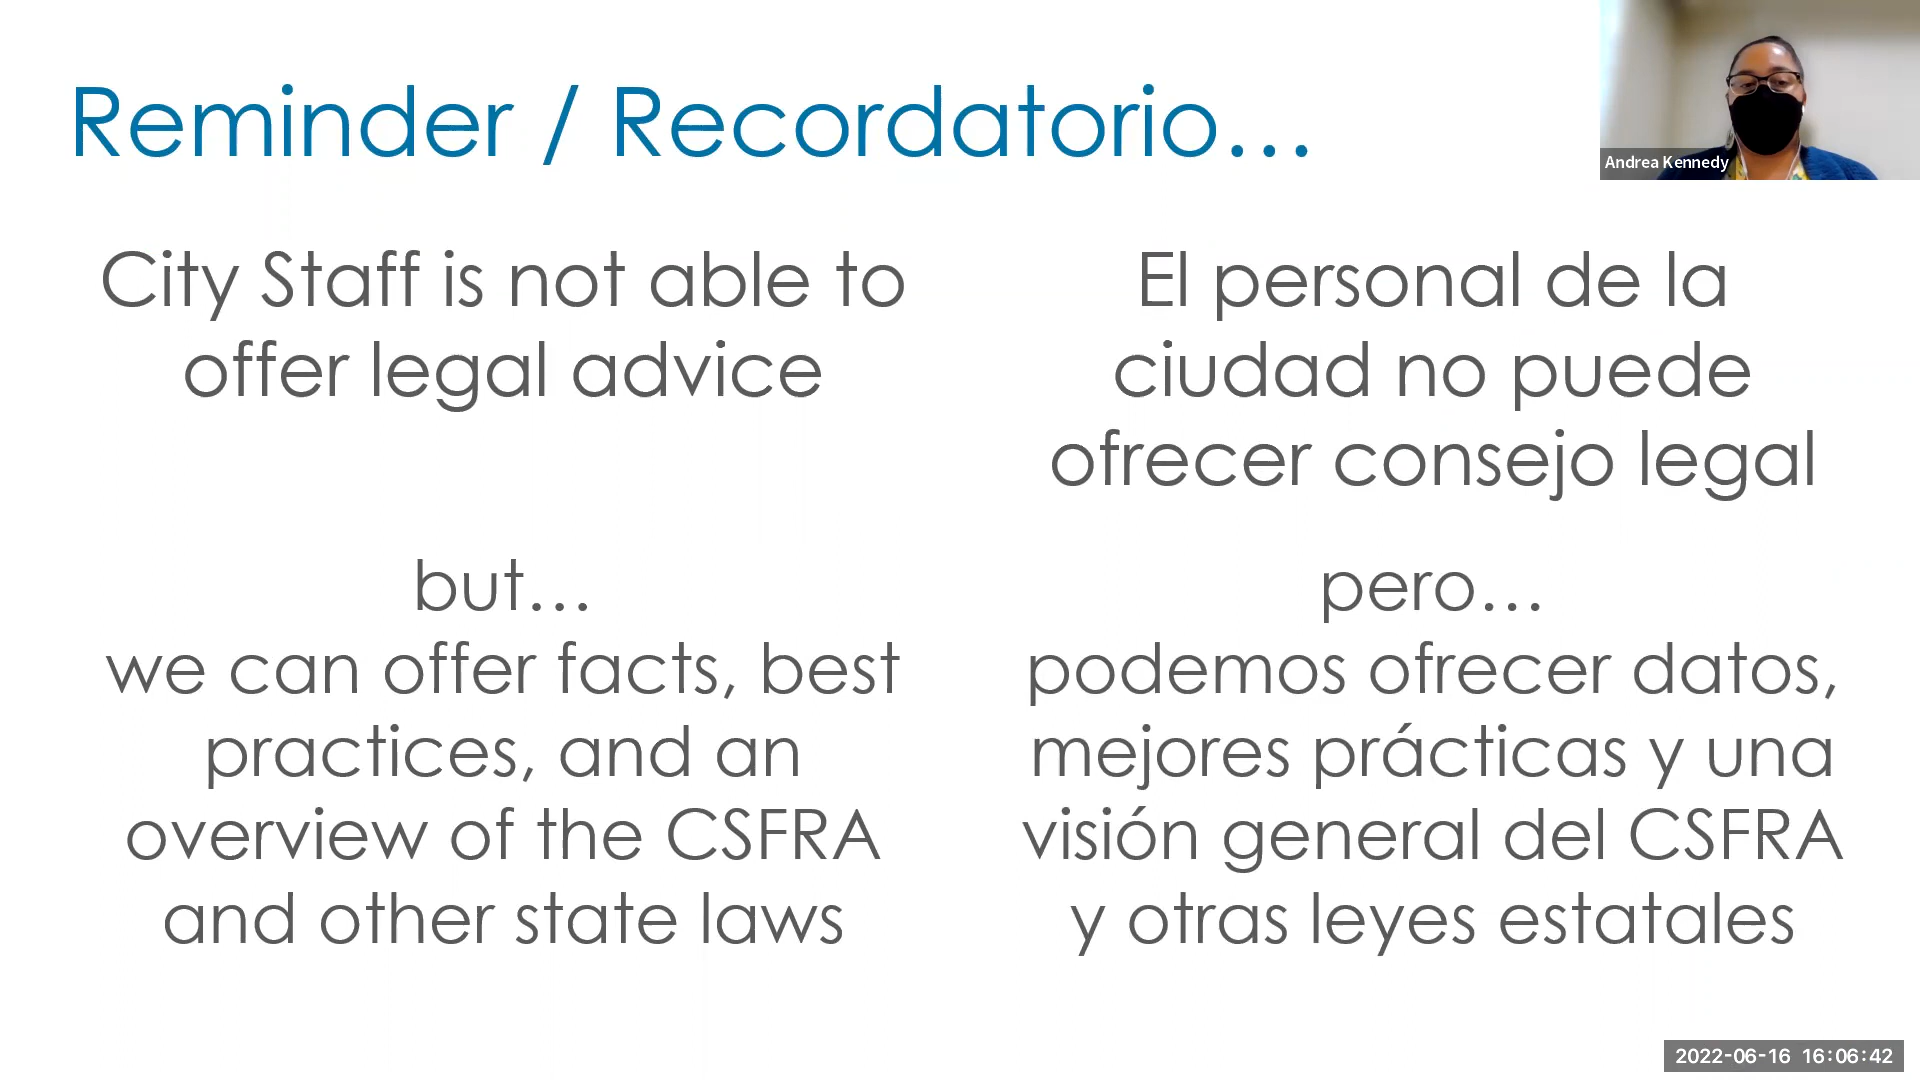 Reminder / Recordatorio...
Andrea Kennedy
City Staff is not able to
offer legal advice
but...
we can offer facts, best
practices, and an
overview of the CSFRA
and other state laws
El personal de la
ciudad no puede
ofrecer consejo legal
pero...
podemos ofrecer datos,
mejores prácticas y una
visión general del CSFRA
y otras leyes estatales
2022-06-16 16:06:42